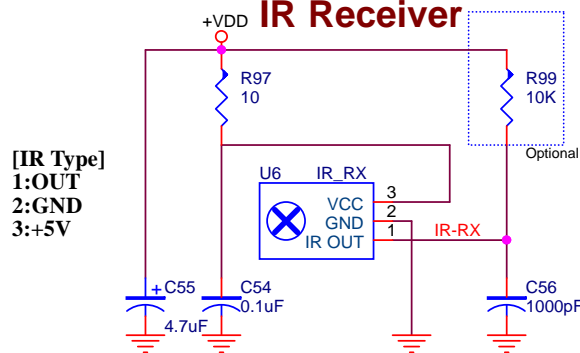 IR Receiver
+VDD
R97
10
R99
10K
Optional
[IR Type]
1:OUT
2:GND
3:+5V
U6 IR_RX
VCC 3
GND 2
IR OUT 1
IR-RX
+ C55
4.7uF
C54
0.1uF
C56
1000pF